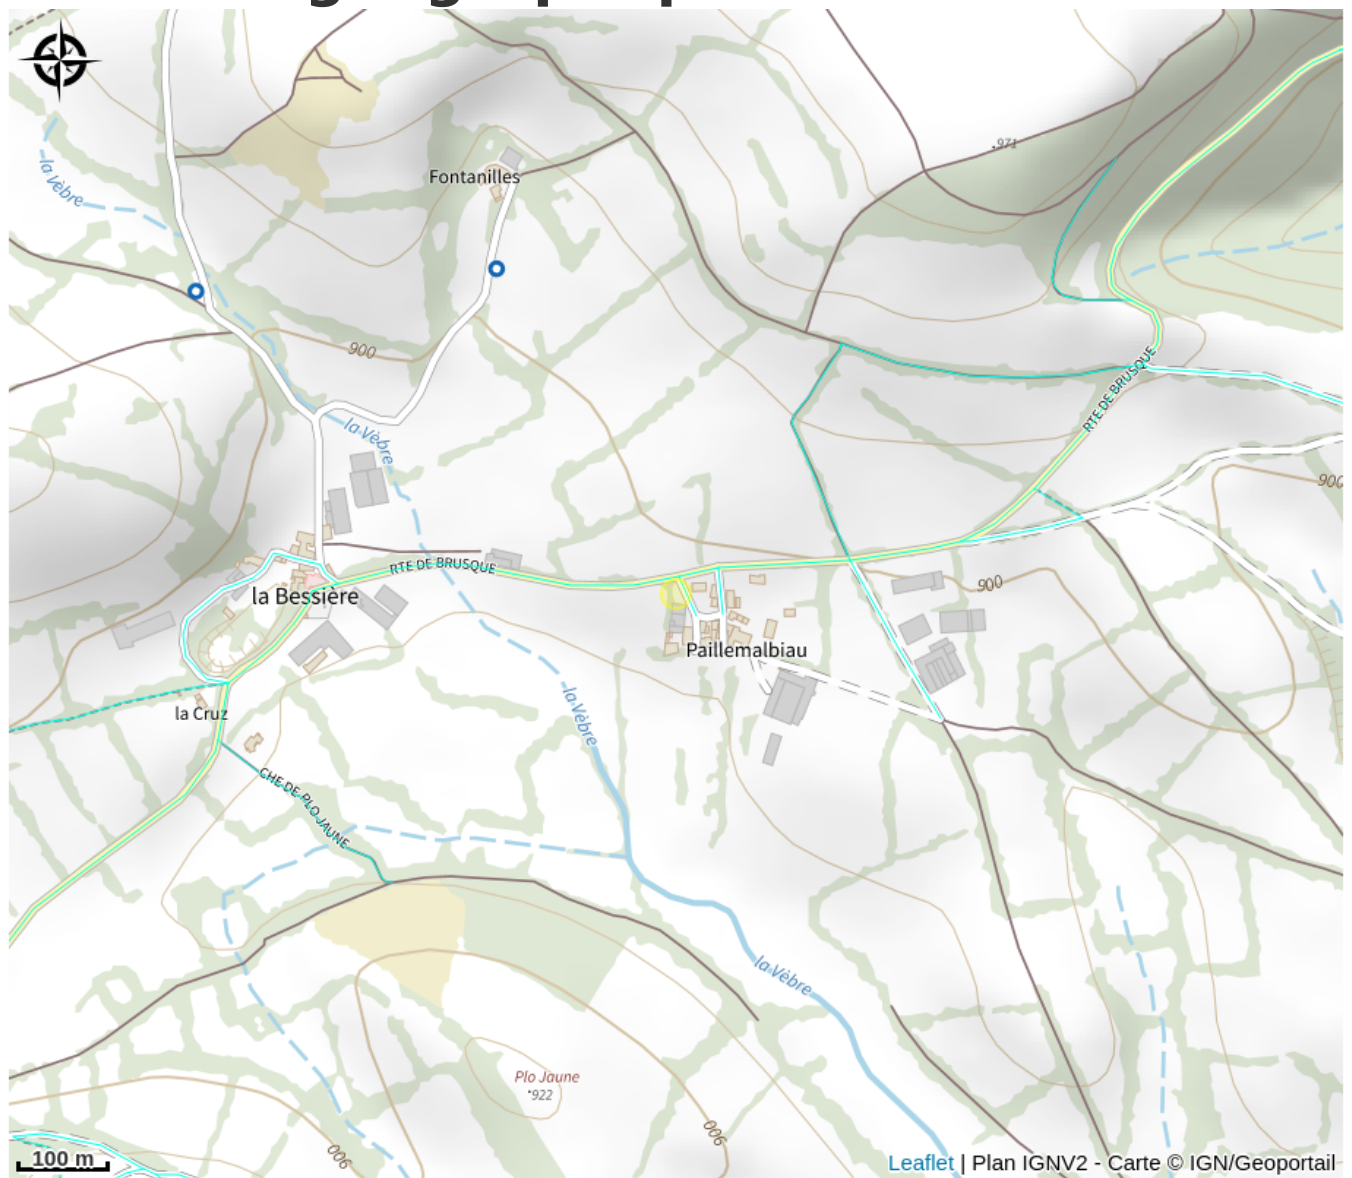 971
la Vèbre
Fontanilles
900
RTE DE BRUSQUE
la Vèbre
900
RTE DE BRUSQUE
900
la Bessière
Paillemalbiau
la Vèbre
la Cruz
CHE DE PLO JAUNE
la Vèbre
Plo Jaune
922
900
900
100 m
Leaflet | Plan IGNV2 - Carte © IGN/Geoportail